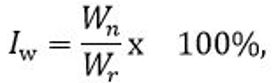 I_w = W_n / W_r x 100%,